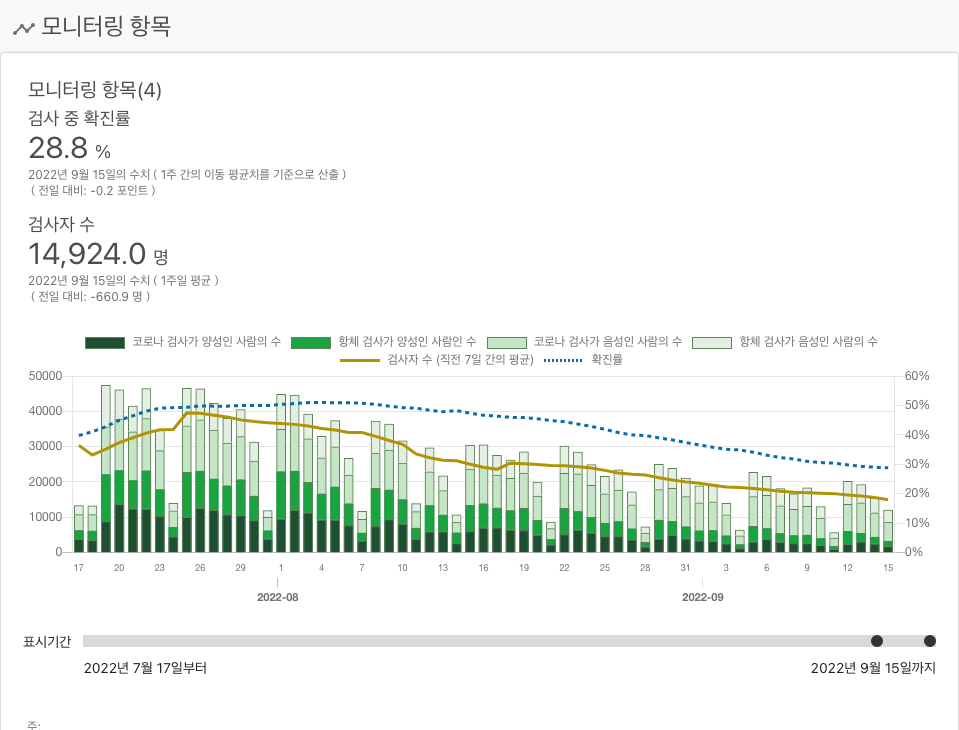 모니터링 항목
모니터링 항목(4)
검사 중 확진률
28.8 %
2022년 9월 15일의 수치 ( 1주 간의 이동 평균치를 기준으로 산출 )
( 전일 대비: -0.2 포인트 )
검사자 수
14,924.0 명
2022년 9월 15일의 수치 ( 1주일 평균 )
( 전일 대비: -660.9 명 )
코로나 검사가 양성인 사람의 수 항체 검사가 양성인 사람인 수 코로나 검사가 음성인 사람의 수 항체 검사가 음성인 사람의 수
검사자 수 (직전 7일 간의 평균) 확진률
50000 60%
40000 50%
30000 40%
20000 30%
10000 20%
0 10%
0%
17 20 23 26 29 1 4 7 10 13 16 19 22 25 28 31 3 6 9 12 15
2022-08 2022-09
표시기간
2022년 7월 17일부터 2022년 9월 15일까지
주: